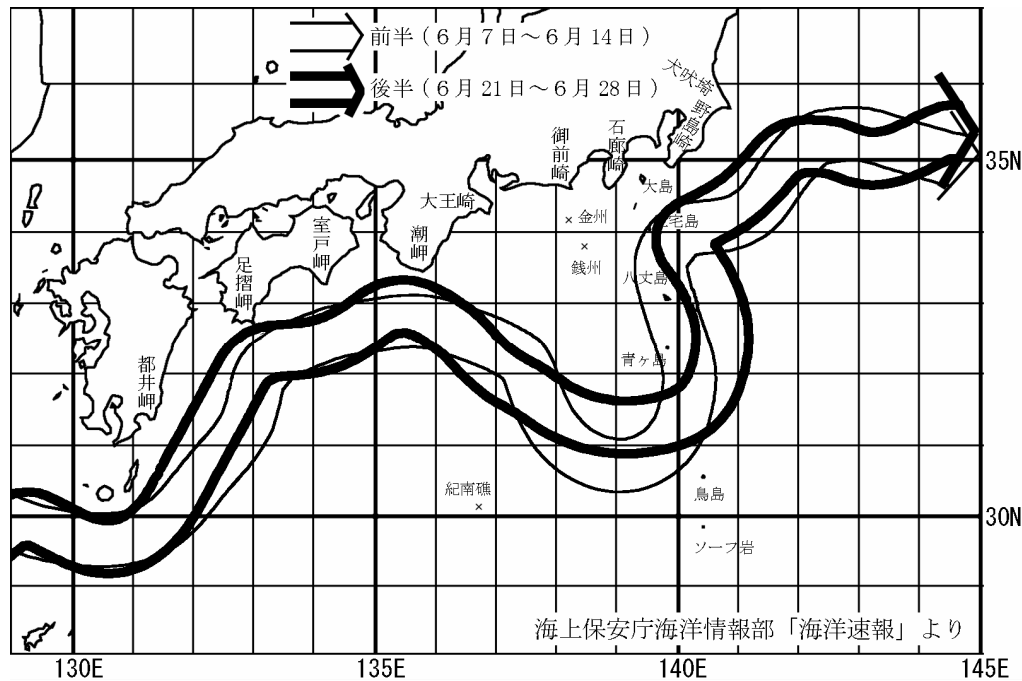 前半(６月７日～６月14日)
後半(６月21日～６月28日)
犬吠埼
野島崎
石廊崎
御前崎
大島
35N
大王崎
潮岬
室戸岬
足摺岬
金州
三宅島
銭州
八丈島
青ヶ島
都井岬
紀南礁
鳥島
30N
ソーフ岩
海上保安庁海洋情報部「海洋速報」より
130E
135E
140E
145E